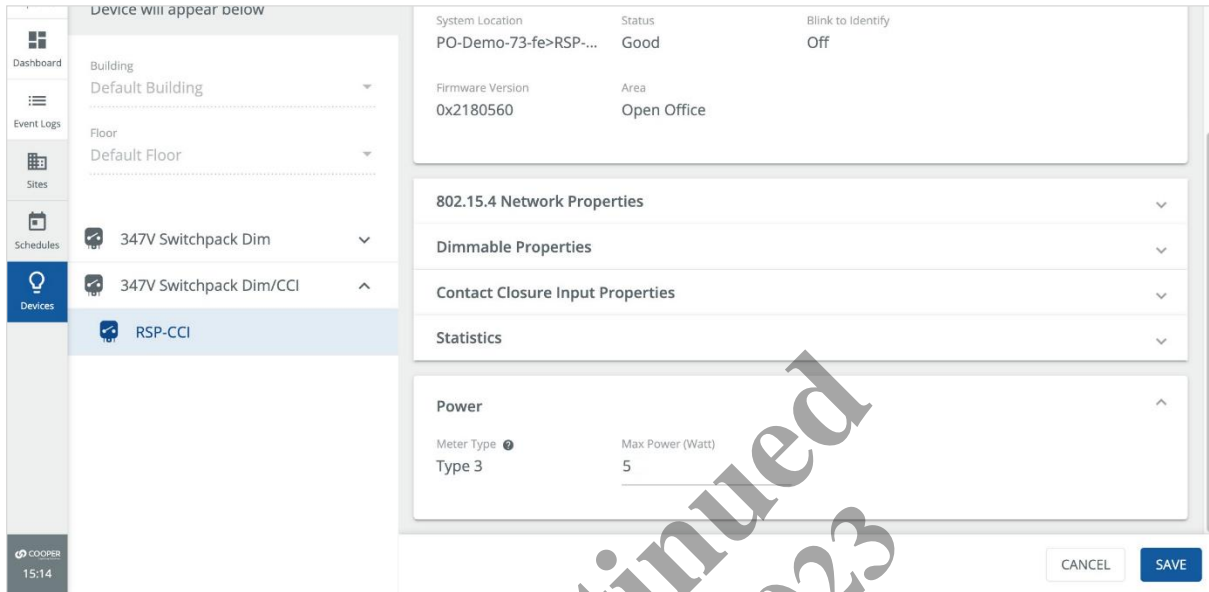 Device will appear below
Dashboard
Event Logs
Sites
Schedules
Devices
COOPER
15:14
Building
Default Building
Floor
Default Floor
347V Switchpack Dim
347V Switchpack Dim/CCI
RSP-CCI
System Location
PO-Demo-73-fe>RSP-...
Status
Good
Blink to Identify
Off
Firmware Version
0x2180560
Area
Open Office
802.15.4 Network Properties
Dimmable Properties
Contact Closure Input Properties
Statistics
Power
Meter Type
Type 3
Max Power (Watt)
5
CANCEL
SAVE
tinued
023